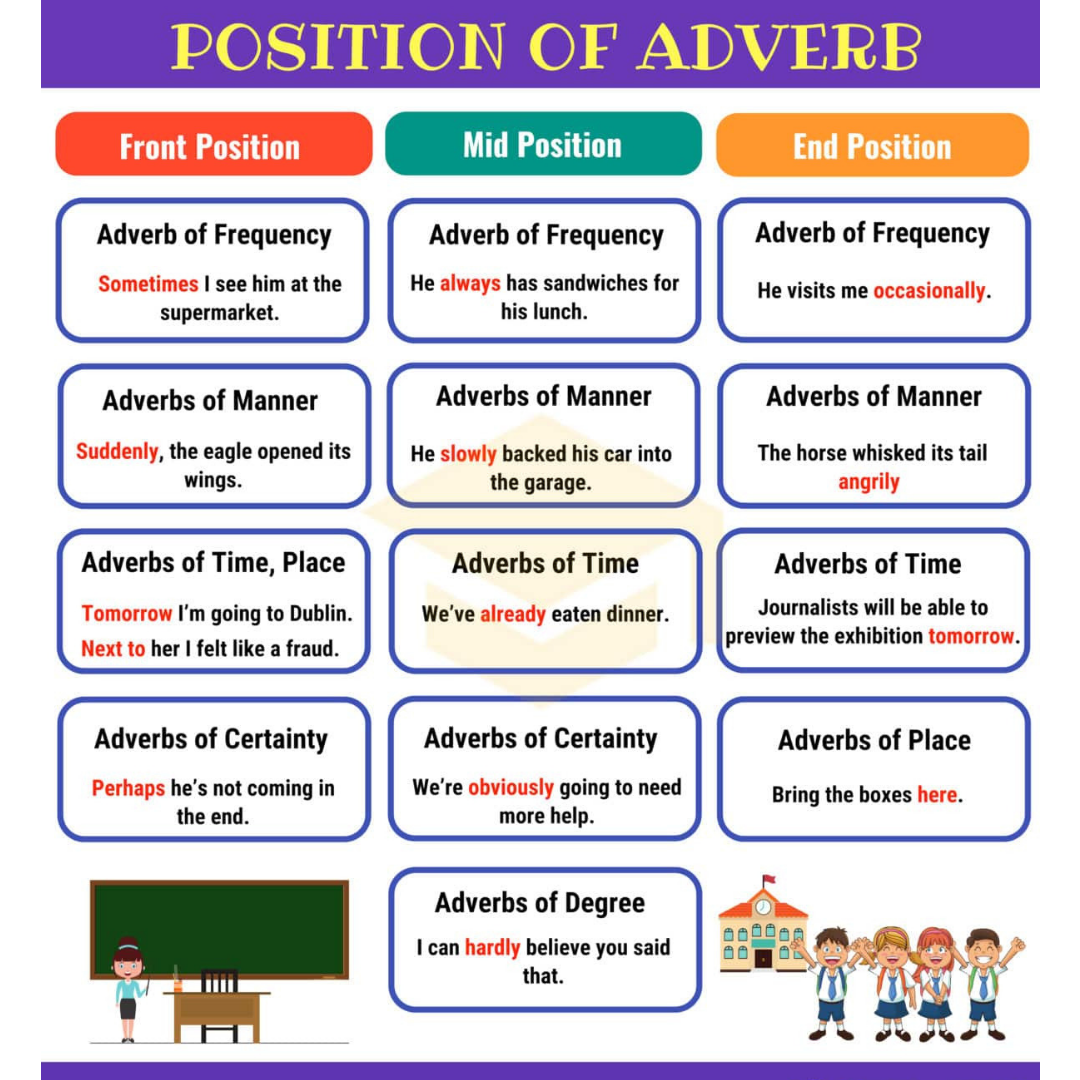 POSITION OF ADVERB
Front Position
Mid Position
End Position
Adverb of Frequency
Sometimes I see him at the
supermarket.
Adverb of Frequency
He always has sandwiches for
his lunch.
Adverb of Frequency
He visits me occasionally.
Adverbs of Manner
Suddenly, the eagle opened its
wings.
Adverbs of Manner
He slowly backed his car into
the garage.
Adverbs of Manner
The horse whisked its tail
angrily
Adverbs of Time, Place
Tomorrow I'm going to Dublin.
Next to her I felt like a fraud.
Adverbs of Time
We've already eaten dinner.
Adverbs of Time
Journalists will be able to
preview the exhibition tomorrow.
Adverbs of Certainty
Perhaps he's not coming in
the end.
Adverbs of Certainty
We're obviously going to need
more help.
Adverbs of Place
Bring the boxes here.
Adverbs of Degree
I can hardly believe you said
that.